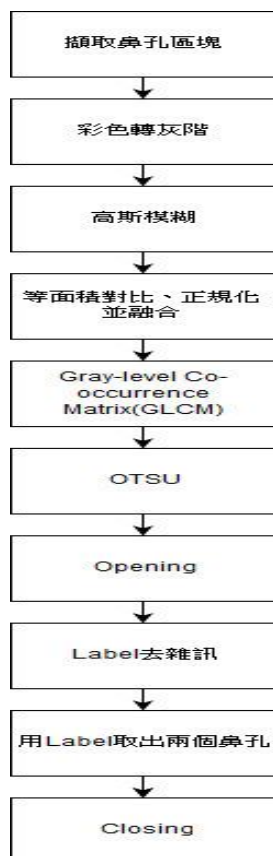 擷取鼻孔區塊
彩色轉灰階
高斯模糊
等面積對比、正規化
並融合
Gray-level Co-
occurrence
Matrix(GLCM)
OTSU
Opening
Label去雜訊
用Label取出兩個鼻孔
Closing